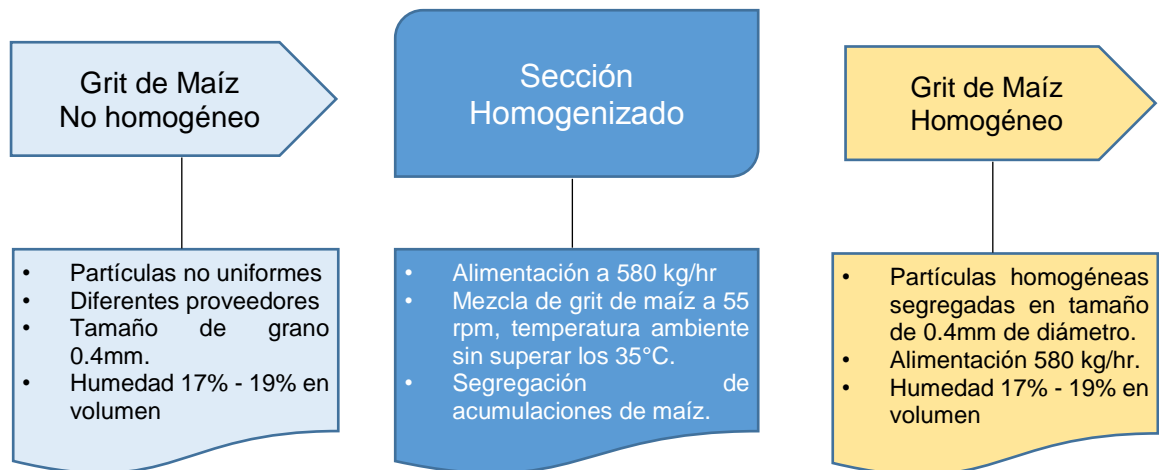 Grit de Maíz
No homogéneo
Sección
Homogenizado
Grit de Maíz
Homogéneo
• Partículas no uniformes
• Diferentes proveedores
• Tamaño de grano
0.4mm.
• Humedad 17% - 19% en
volumen
• Alimentación a 580 kg/hr
• Mezcla de grit de maíz a 55
rpm, temperatura ambiente
sin superar los 35°C.
• Segregación de
acumulaciones de maíz.
• Partículas homogéneas
segregadas en tamaño
de 0.4mm de diámetro.
• Alimentación 580 kg/hr.
• Humedad 17% - 19% en
volumen